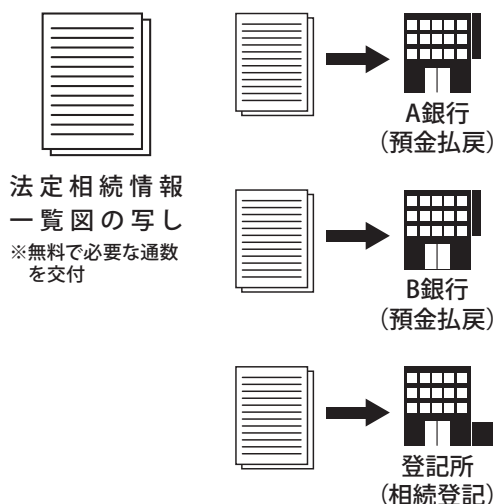 法定相続情報
一覧図の写し
※無料で必要な通数
を交付
A銀行
(預金払戻)
B銀行
(預金払戻)
登記所
(相続登記)